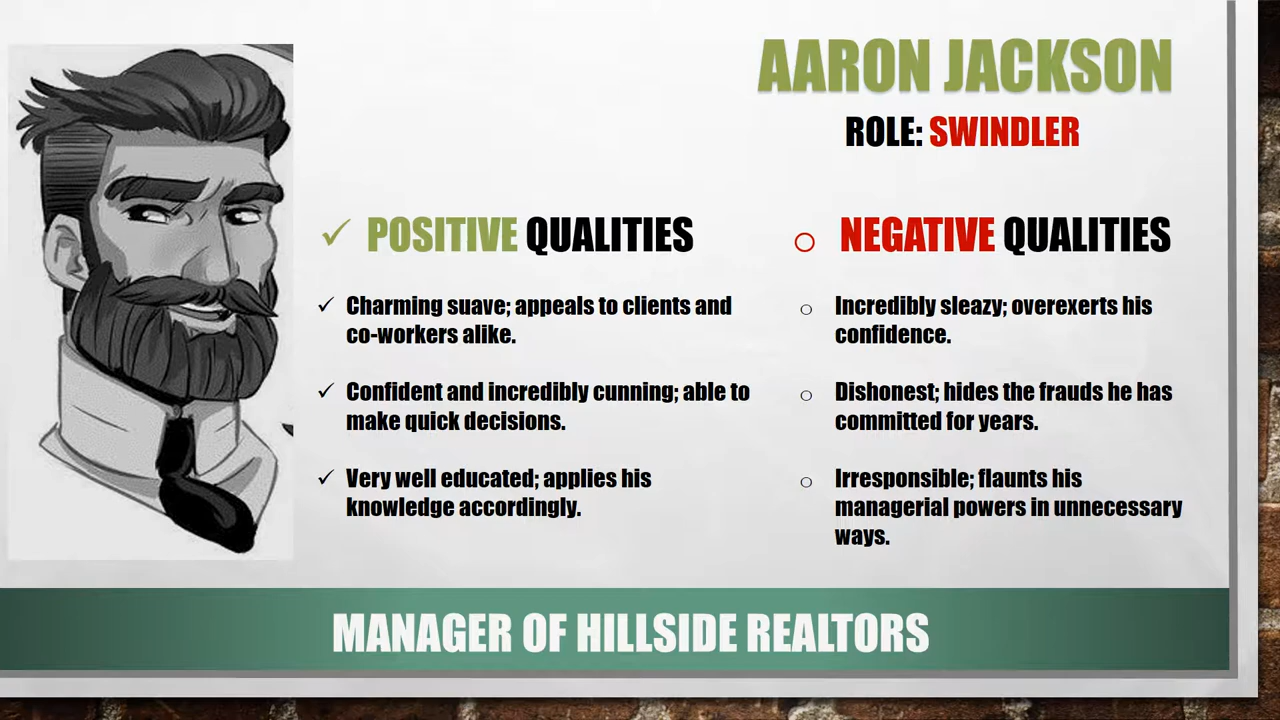 AARON JACKSON
ROLE: SWINDLER
✓ POSITIVE QUALITIES
✓ Charming suave; appeals to clients and
co-workers alike.
✓ Confident and incredibly cunning; able to
make quick decisions.
✓ Very well educated; applies his
knowledge accordingly.
○ NEGATIVE QUALITIES
○ Incredibly sleazy; overexerts his
confidence.
○ Dishonest; hides the frauds he has
committed for years.
○ Irresponsible; flaunts his
managerial powers in unnecessary
ways.
MANAGER OF HILLSIDE REALTORS